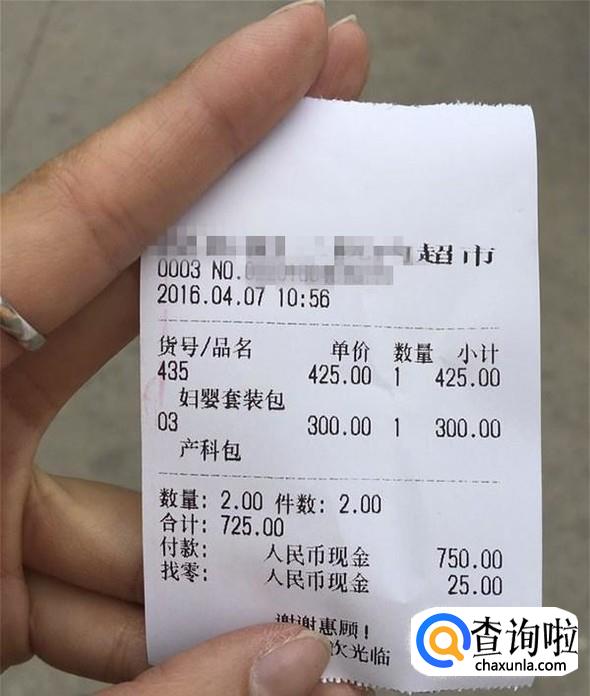 超市
0003 NO.
2016.04.07 10:56
货号/品名 单价 数量 小计
435 425.00 1 425.00
妇婴套装包
03 300.00 1 300.00
产科包
数量: 2.00 件数: 2.00
合计: 725.00
付款: 人民币现金 750.00
找零: 人民币现金 25.00
谢谢惠顾!
次光临
查询啦
chaxunla.com